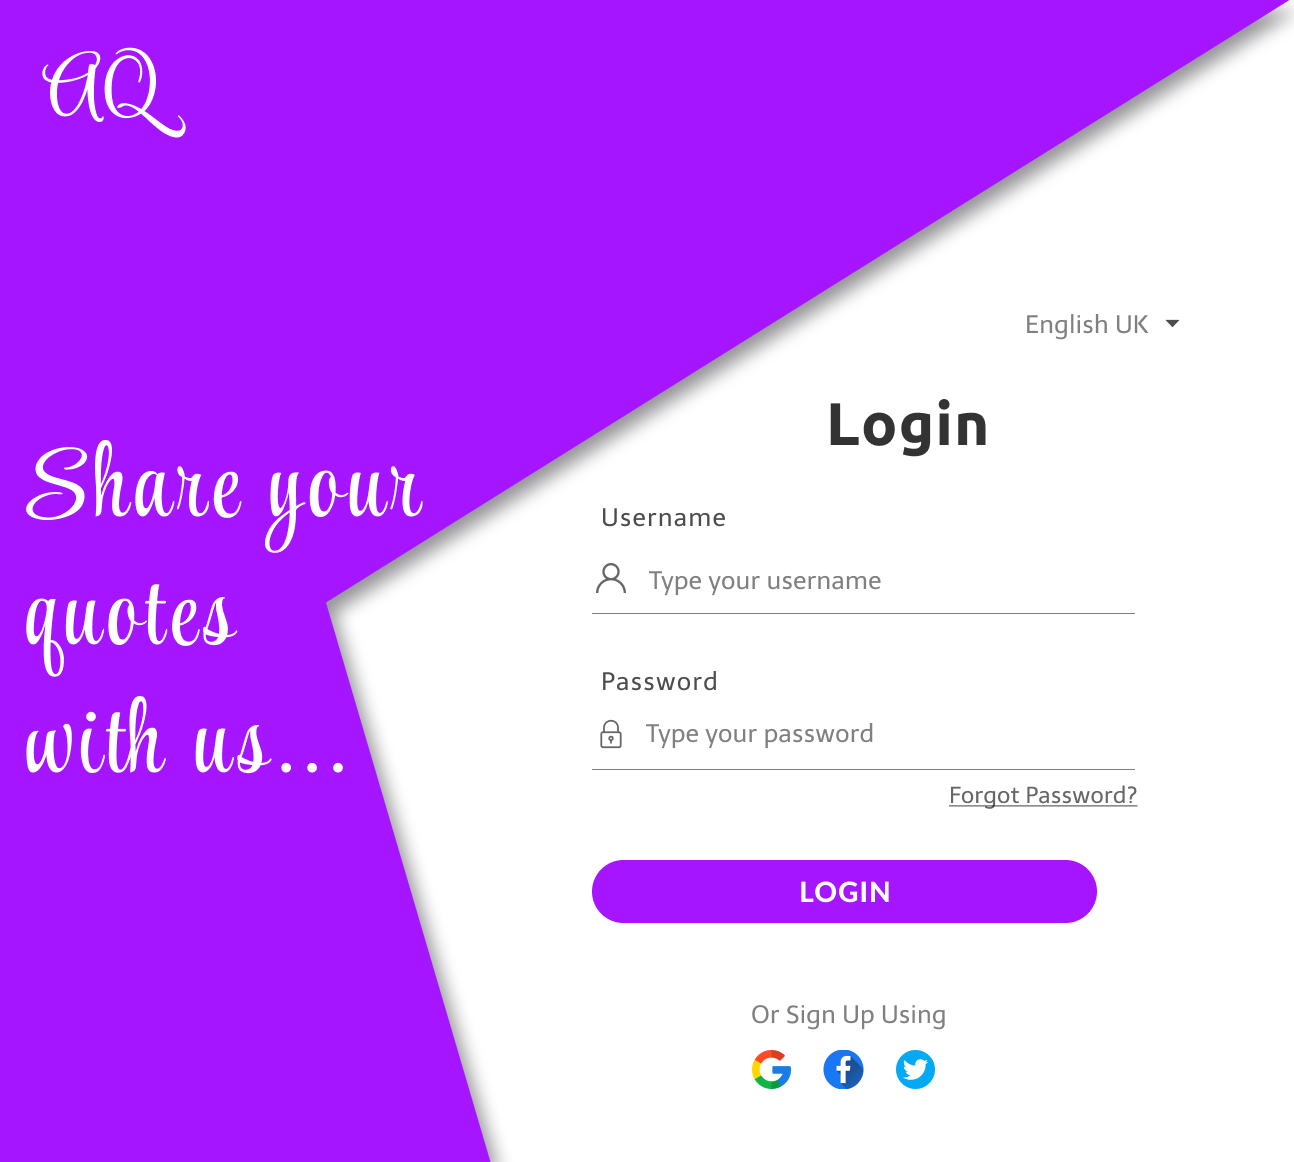 AQ
English UK
Login
Share your
quotes
with us...
Username
Type your username
Password
Type your password
Forgot Password?
LOGIN
Or Sign Up Using